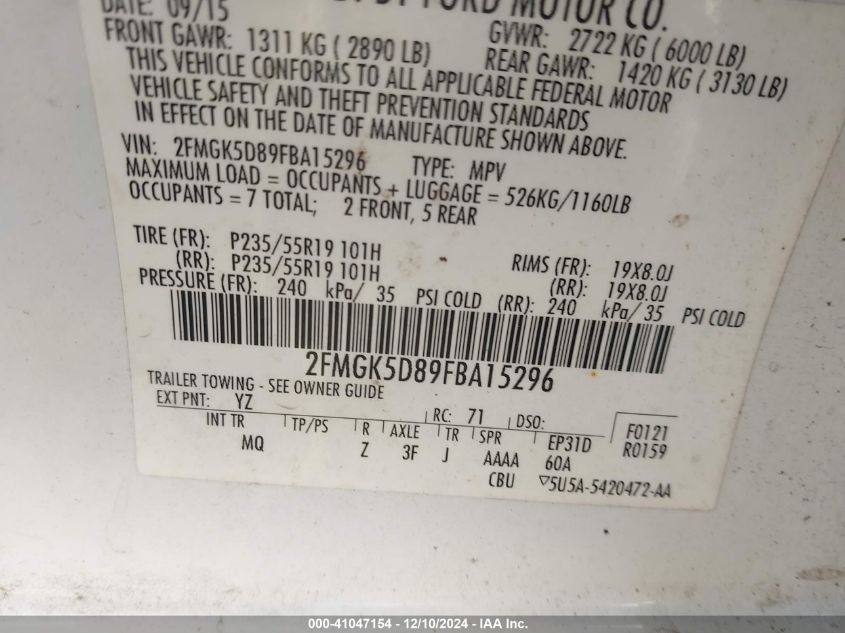 DATE: 09/15
BY FORD MOTOR CO.
FRONT GAWR: 1311 KG ( 2890 LB)
GVWR: 2722 KG ( 6000 LB)
REAR GAWR: 1420 KG ( 3130 LB)
THIS VEHICLE CONFORMS TO ALL APPLICABLE FEDERAL MOTOR
VEHICLE SAFETY AND THEFT PREVENTION STANDARDS
IN EFFECT ON THE DATE OF MANUFACTURE SHOWN ABOVE.
VIN: 2FMGK5D89FBA15296 TYPE: MPV
MAXIMUM LOAD = OCCUPANTS + LUGGAGE = 526KG/1160LB
OCCUPANTS = 7 TOTAL; 2 FRONT, 5 REAR
TIRE (FR): P235/55R19 101H RIMS (FR): 19X8.0J
(RR): P235/55R19 101H (RR): 19X8.0J
PRESSURE (FR): 240 kPa/ 35 PSI COLD (RR): 240 kPa/ 35 PSI COLD
2FMGK5D89FBA15296
TRAILER TOWING - SEE OWNER GUIDE
EXT PNT: YZ RC: 71 DSO: F0121
INT TR TP/PS R AXLE TR SPR EP31D R0159
MQ Z 3F J AAAA 60A
CBU ▽5U5A-5420472-AA
000-41047154 - 12/10/2024 - IAA Inc.